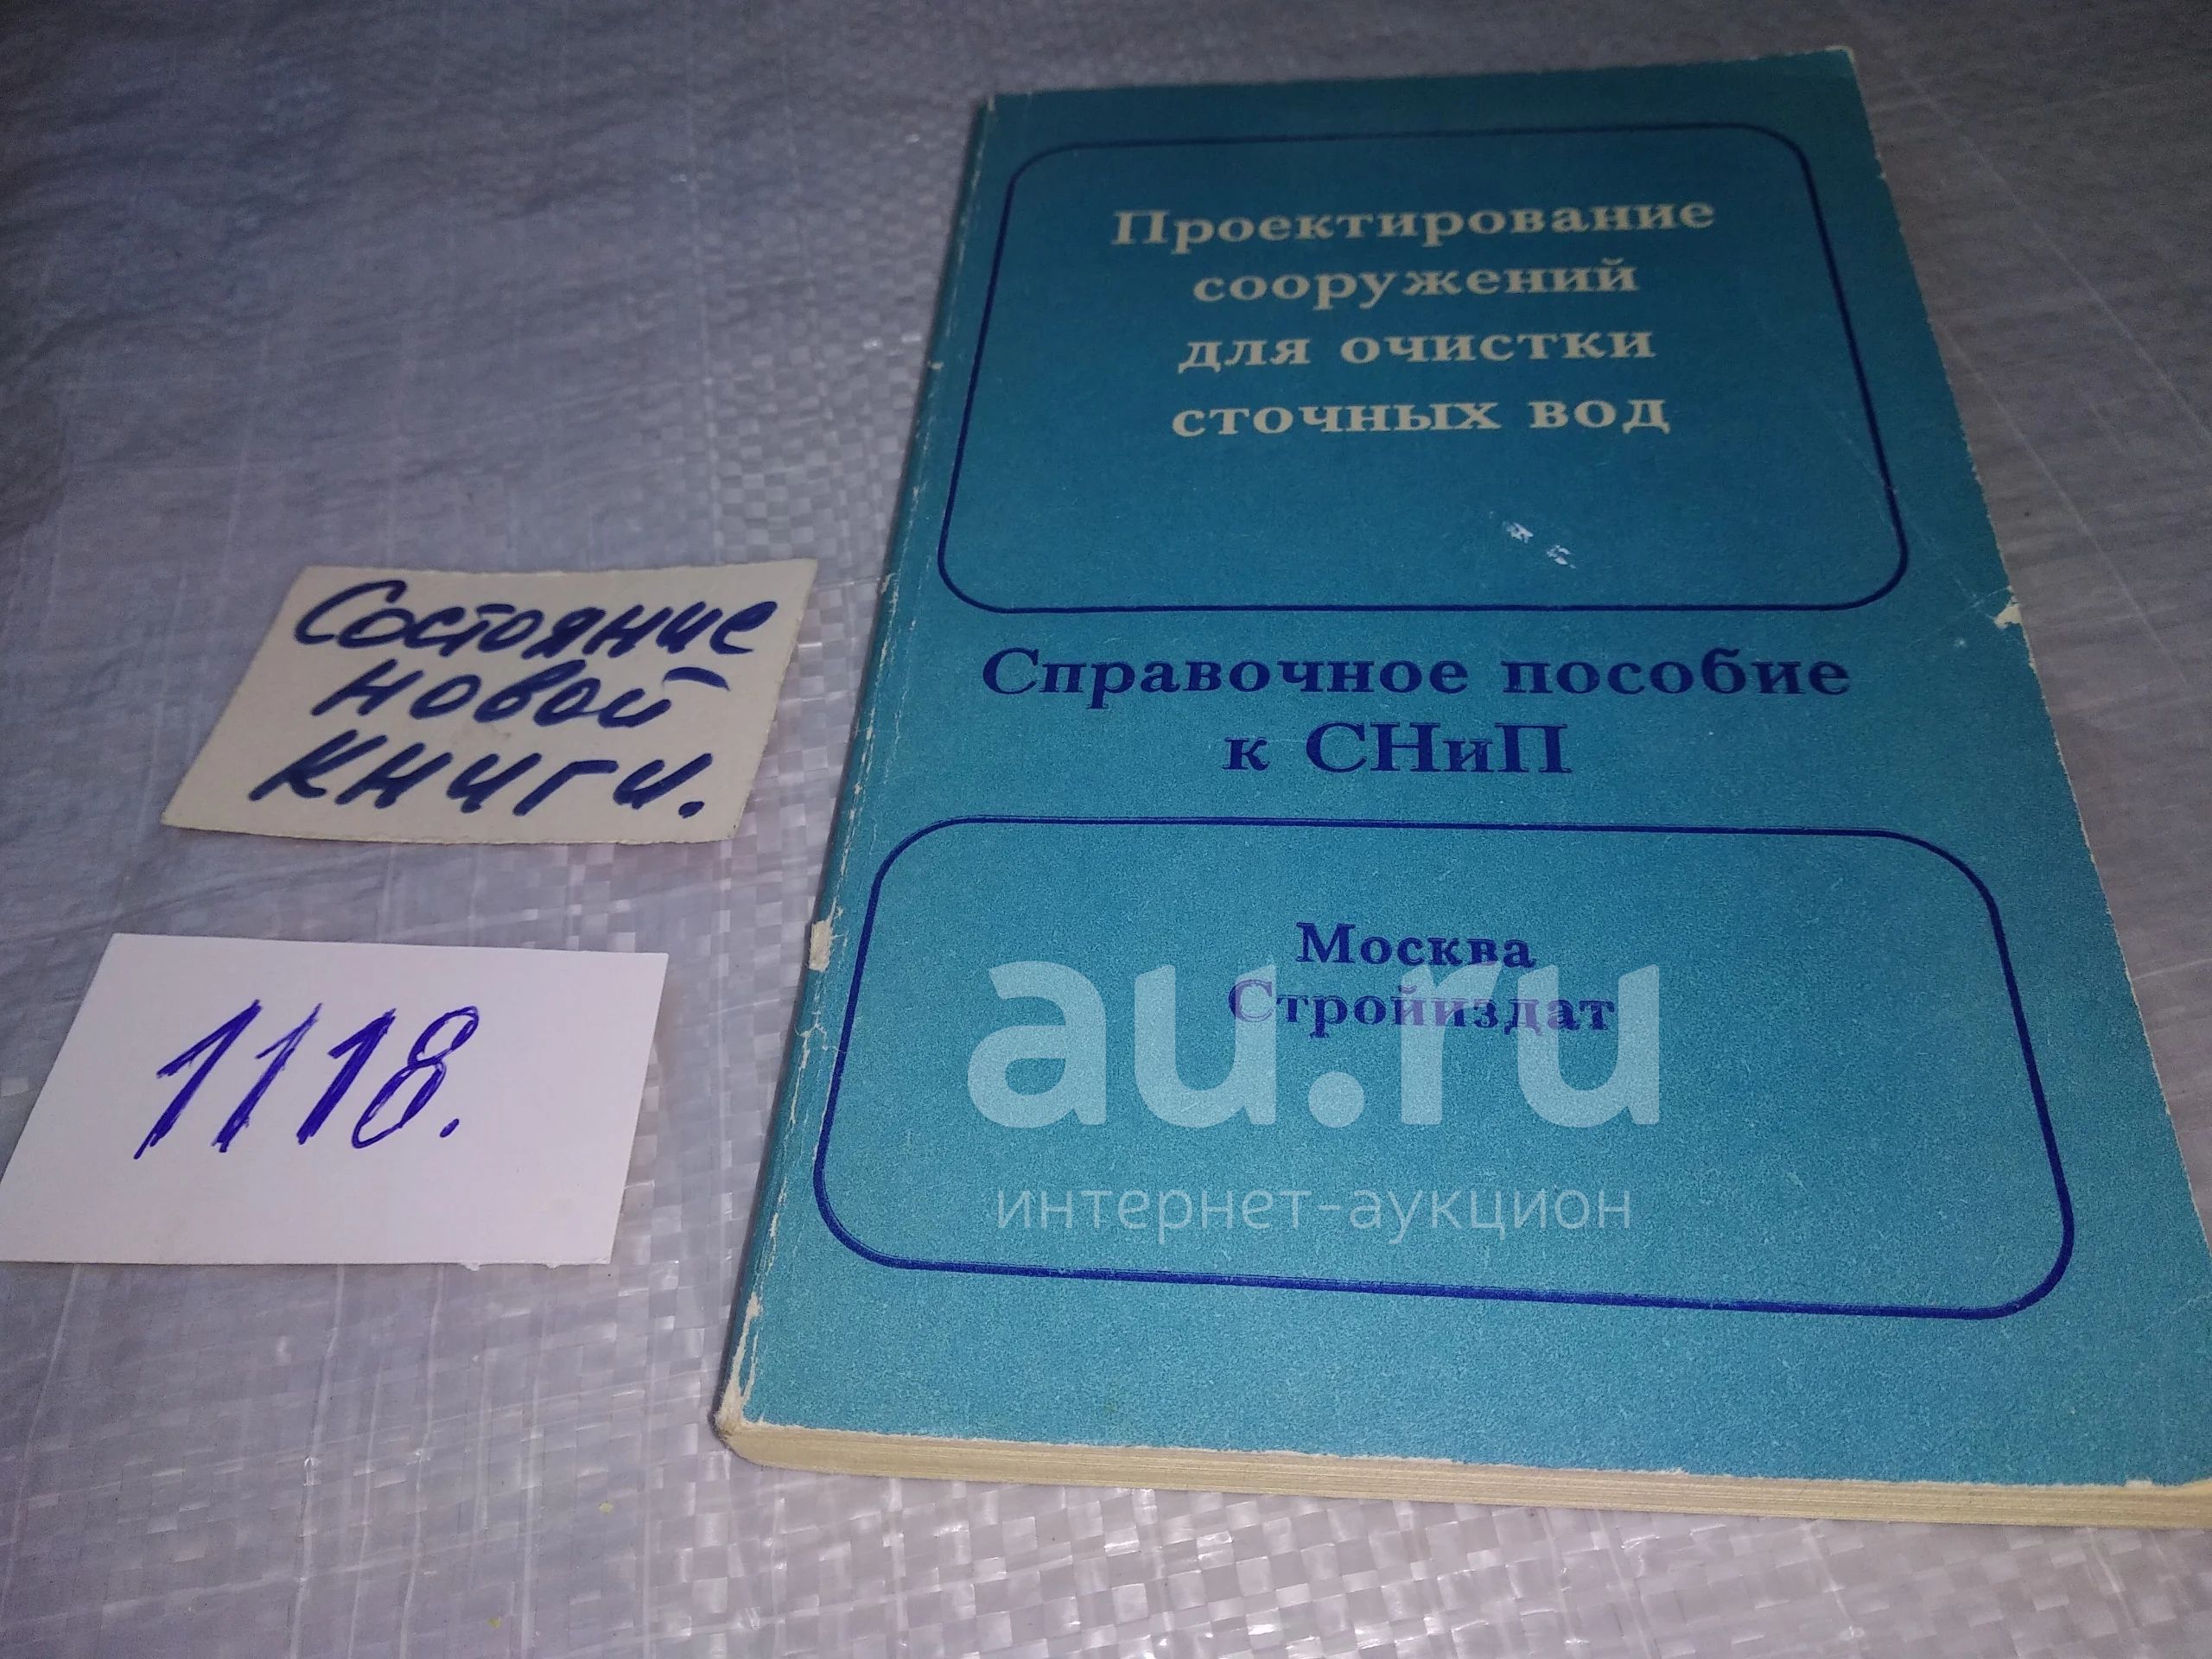 Проектирование
сооружений
для очистки
сточных вод
Справочное пособие
к СНиП
Москва
Стройиздат
au.ru
интернет-аукцион
Состояние
новой
книги.
1118.